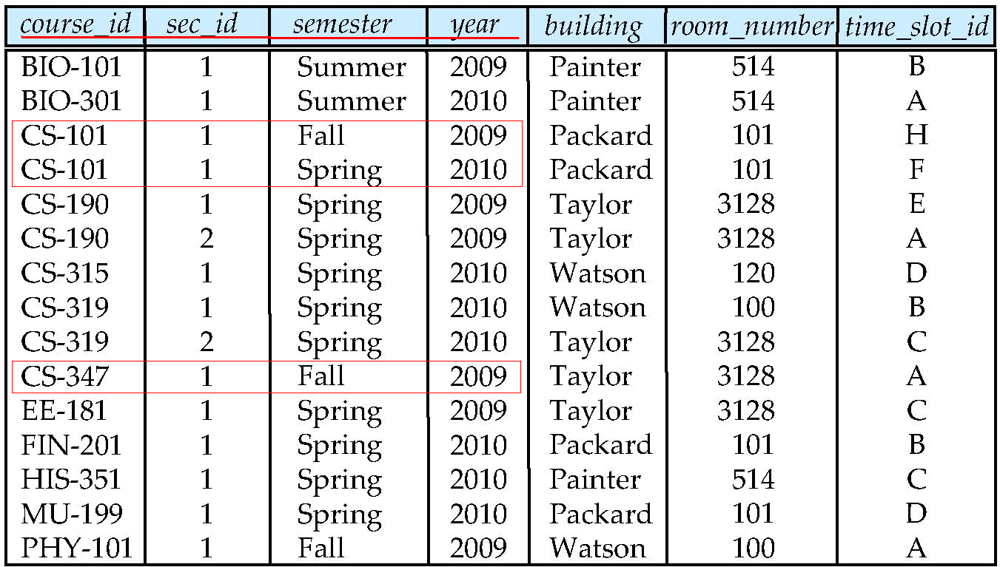 course_id sec_id semester year building room_number time_slot_id
BIO-101 1 Summer 2009 Painter 514 B
BIO-301 1 Summer 2010 Painter 514 A
CS-101 1 Fall 2009 Packard 101 H
CS-101 1 Spring 2010 Packard 101 F
CS-190 1 Spring 2009 Taylor 3128 E
CS-190 2 Spring 2009 Taylor 3128 A
CS-315 1 Spring 2010 Watson 120 D
CS-319 1 Spring 2010 Watson 100 B
CS-319 2 Spring 2010 Taylor 3128 C
CS-347 1 Fall 2009 Taylor 3128 A
EE-181 1 Spring 2009 Taylor 3128 C
FIN-201 1 Spring 2010 Packard 101 B
HIS-351 1 Spring 2010 Painter 514 C
MU-199 1 Spring 2010 Packard 101 D
PHY-101 1 Fall 2009 Watson 100 A